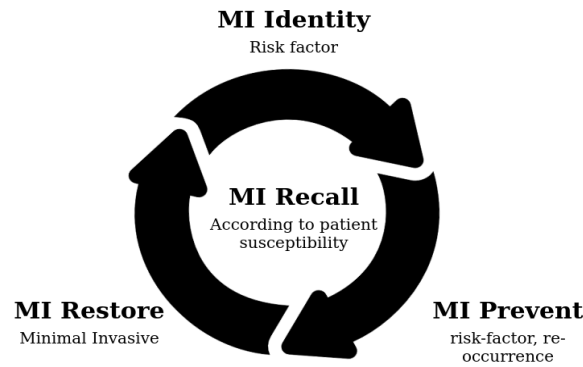 MI Identity
Risk factor
MI Recall
According to patient
susceptibility
MI Restore
Minimal Invasive
MI Prevent
risk-factor, re-
occurrence